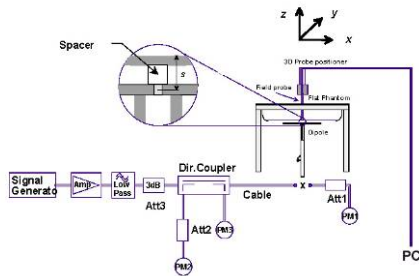 z
y
x
Spacer
s
3D Probe positioner
Field probe
Flat Phantom
Dipole
Signal
Generato
Amp
Low
Pass
3dB
Att3
Dir.Coupler
Cable
x
Att1
PM1
Att2
PM3
PM2
PC